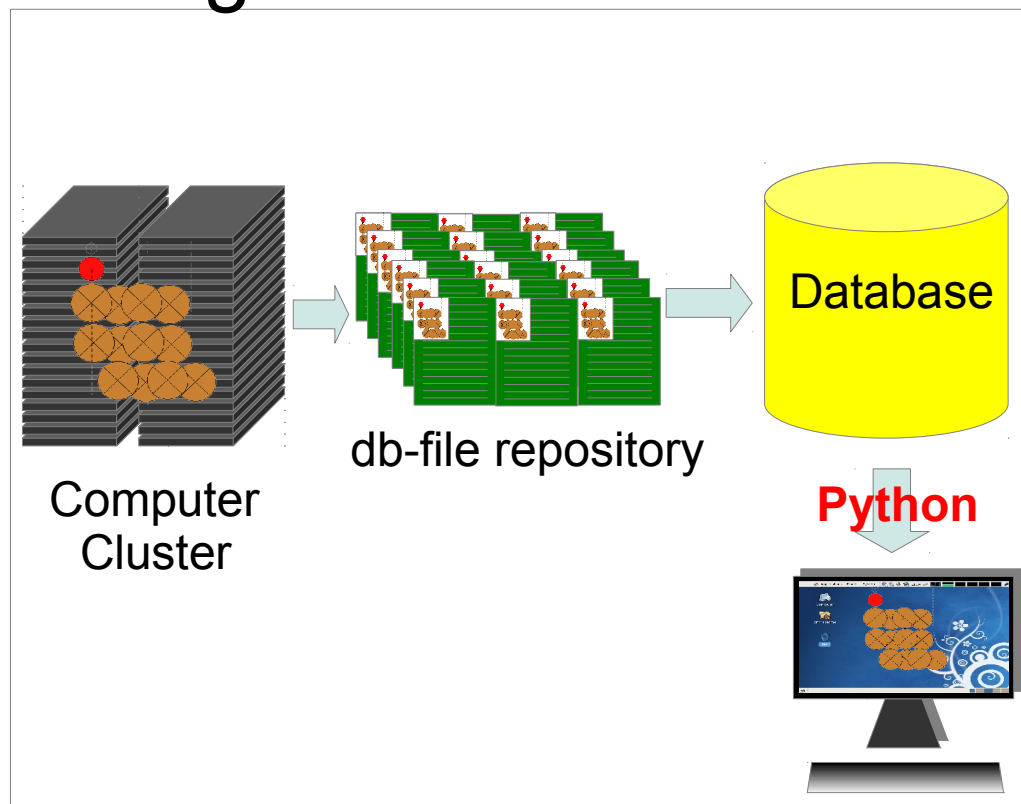 Database
db-file repository
Computer
Cluster
Python